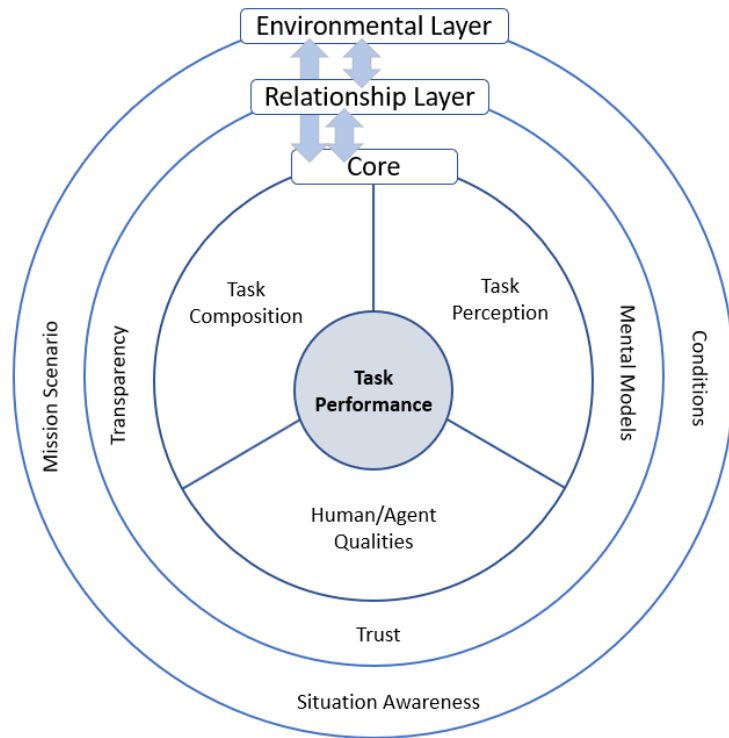 Environmental Layer
Relationship Layer
Core
Task
Composition
Task
Perception
Mission Scenario
Transparency
Task
Performance
Mental Models
Conditions
Human/Agent
Qualities
Trust
Situation Awareness